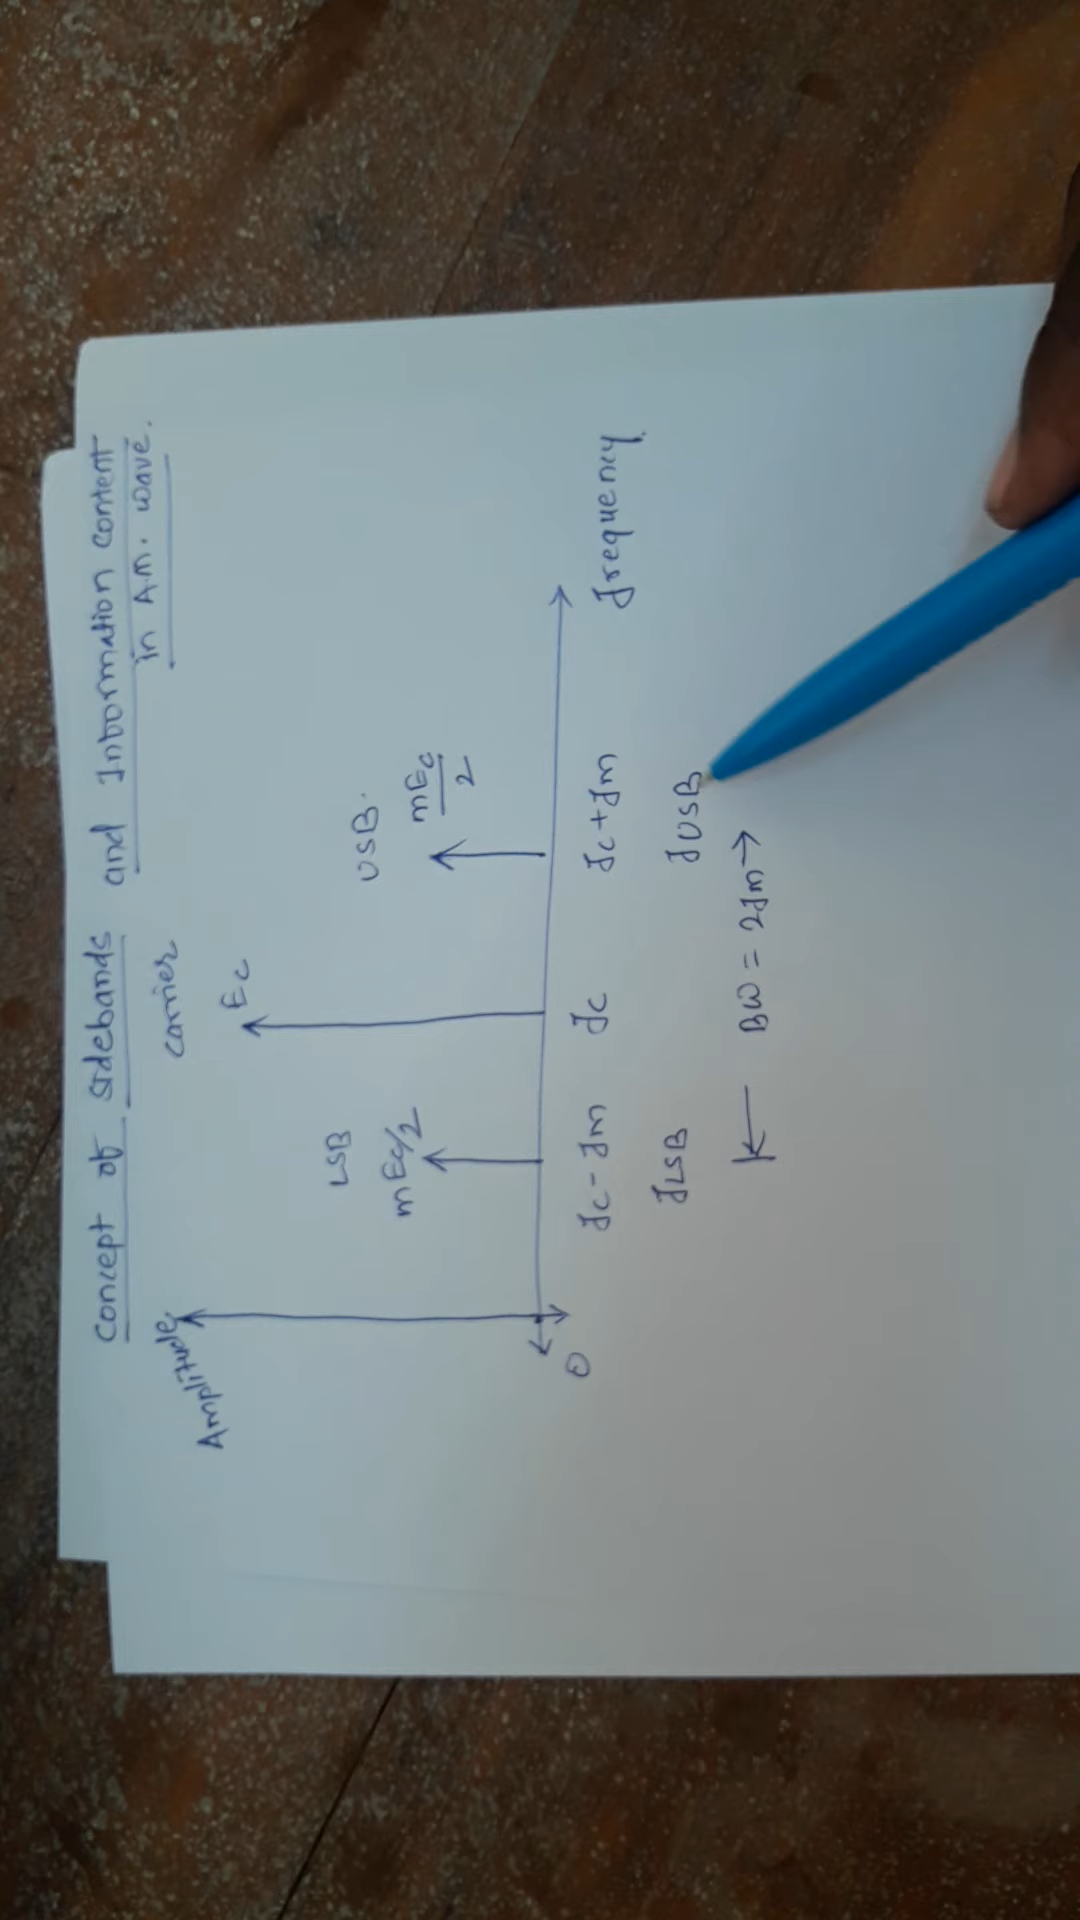 Concept of sidebands and Information content
in A.M. wave.
Amplitude
carrier
Ec
LSB
mEc/2
USB.
mEc
2
0
fc - fm
fc
fc + fm
frequency
fLSB
fUSB
BW = 2fm